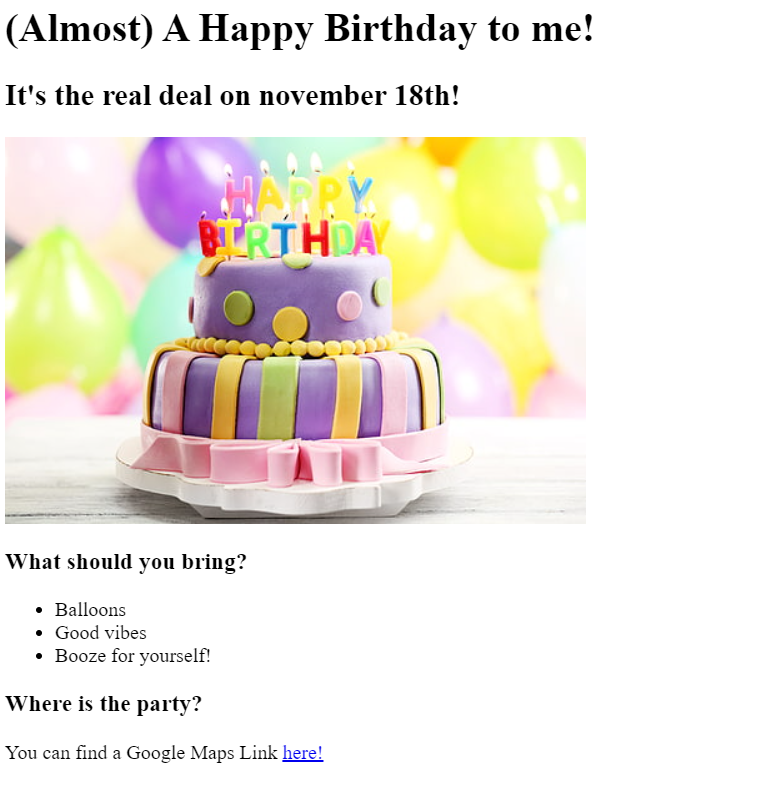 (Almost) A Happy Birthday to me!
It's the real deal on november 18th!
HAPPY
BIRTHDAY
What should you bring?
Balloons
Good vibes
Booze for yourself!
Where is the party?
You can find a Google Maps Link here!